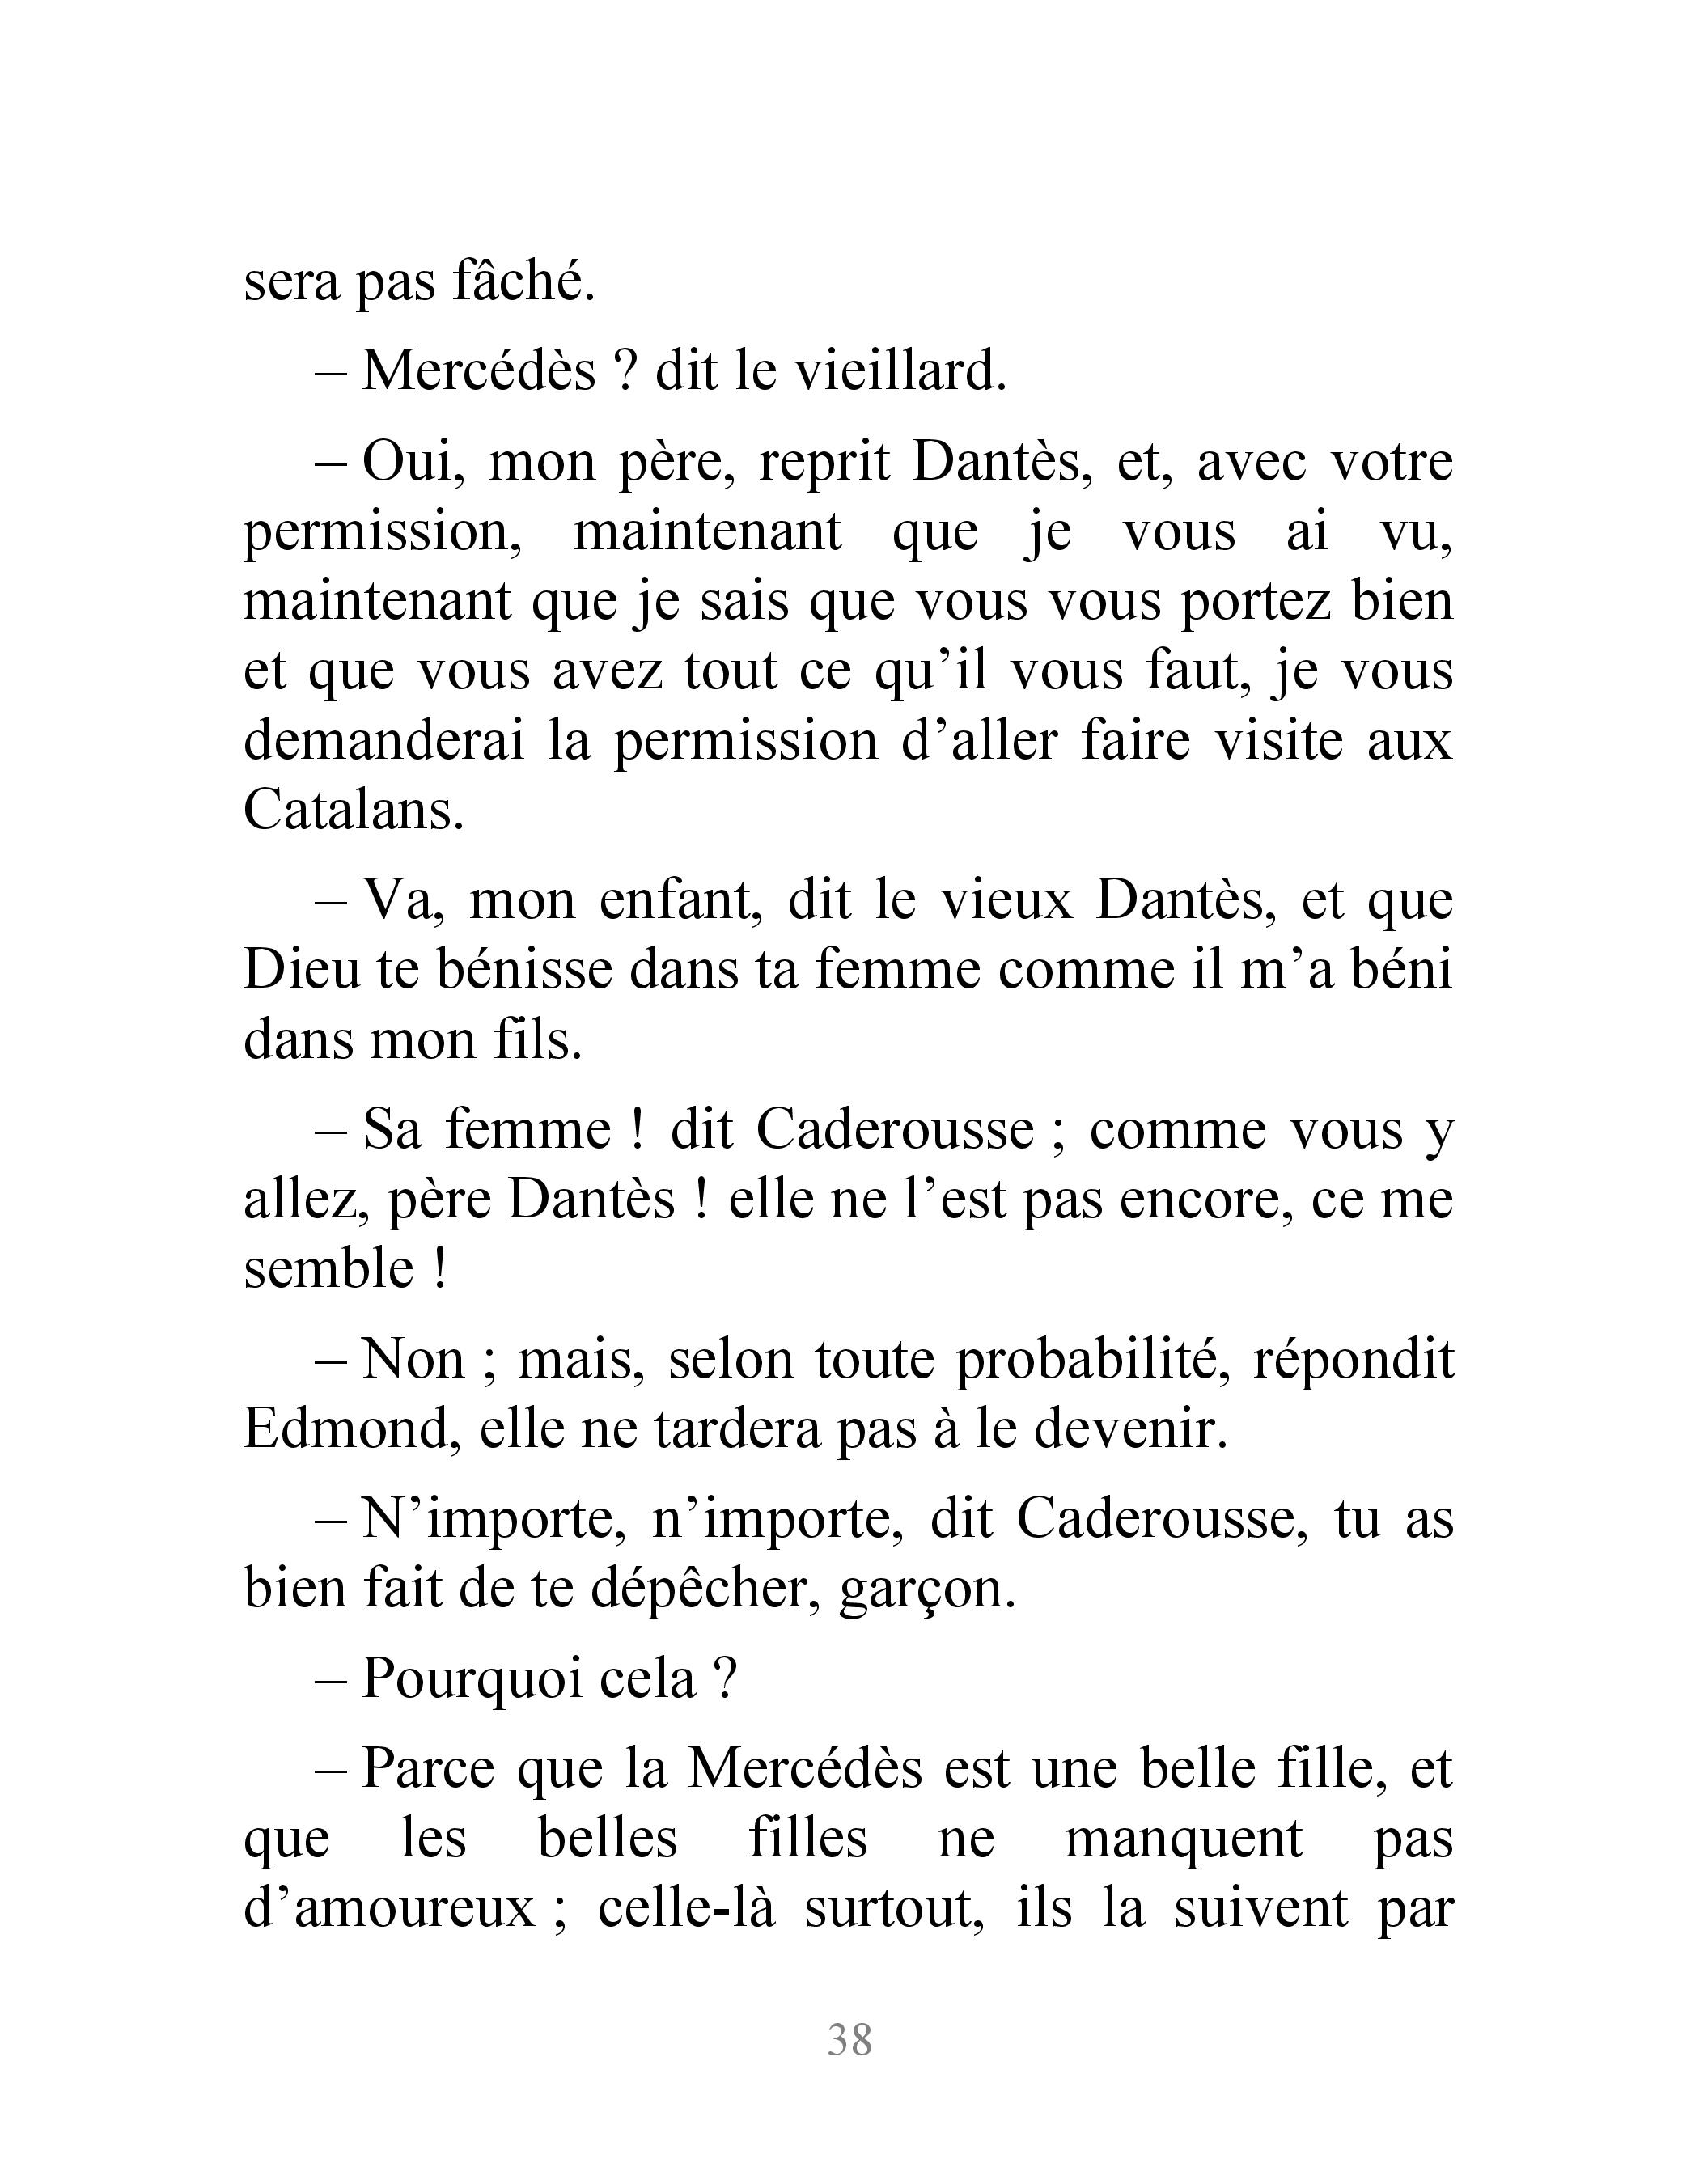 sera pas fâché.
– Mercédès ? dit le vieillard.
– Oui, mon père, reprit Dantès, et, avec votre
permission, maintenant que je vous ai vu,
maintenant que je sais que vous vous portez bien
et que vous avez tout ce qu’il vous faut, je vous
demanderai la permission d’aller faire visite aux
Catalans.
– Va, mon enfant, dit le vieux Dantès, et que
Dieu te bénisse dans ta femme comme il m’a béni
dans mon fils.
– Sa femme ! dit Caderousse ; comme vous y
allez, père Dantès ! elle ne l’est pas encore, ce me
semble !
– Non ; mais, selon toute probabilité, répondit
Edmond, elle ne tardera pas à le devenir.
– N’importe, n’importe, dit Caderousse, tu as
bien fait de te dépêcher, garçon.
– Pourquoi cela ?
– Parce que la Mercédès est une belle fille, et
que les belles filles ne manquent pas
d’amoureux ; celle-là surtout, ils la suivent par
38